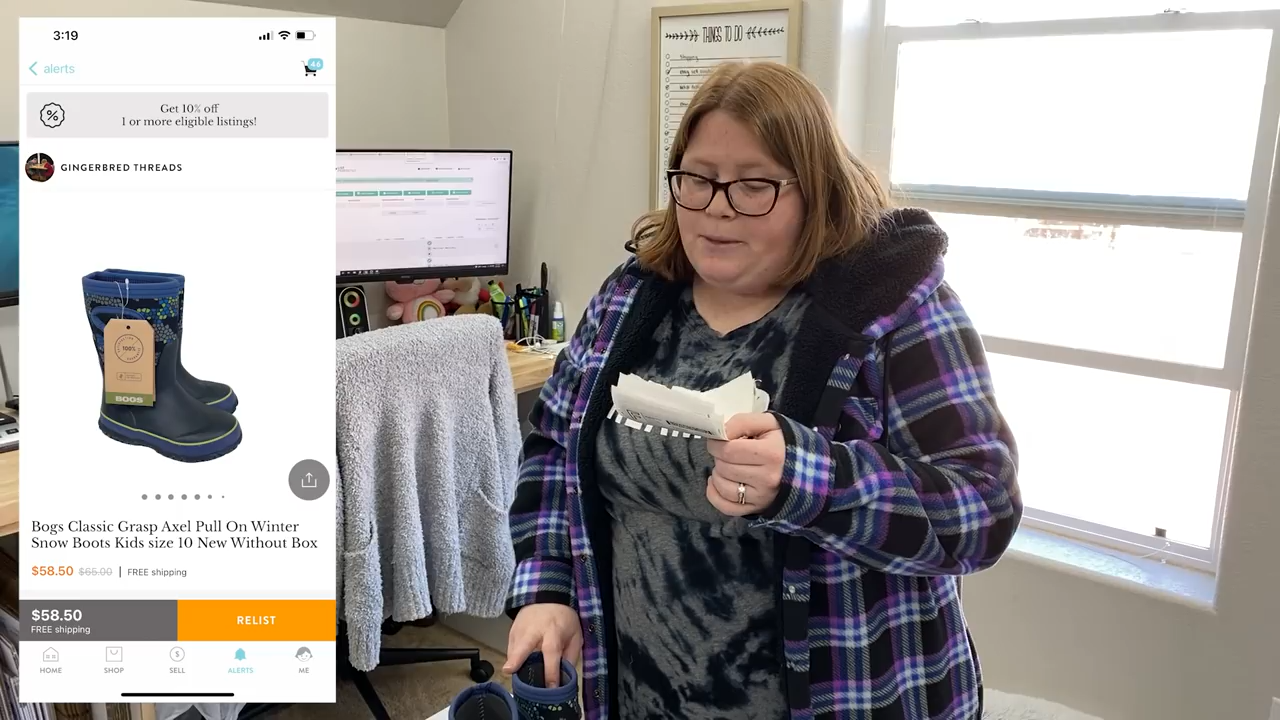 3:19
alerts
46
Get 10% off
1 or more eligible listings!
GINGERBRED THREADS
100%
BOGS
Bogs Classic Grasp Axel Pull On Winter
Snow Boots Kids size 10 New Without Box
$58.50 $65.00 | FREE shipping
$58.50
FREE shipping
RELIST
HOME
SHOP
SELL
ALERTS
ME
THINGS TO DO